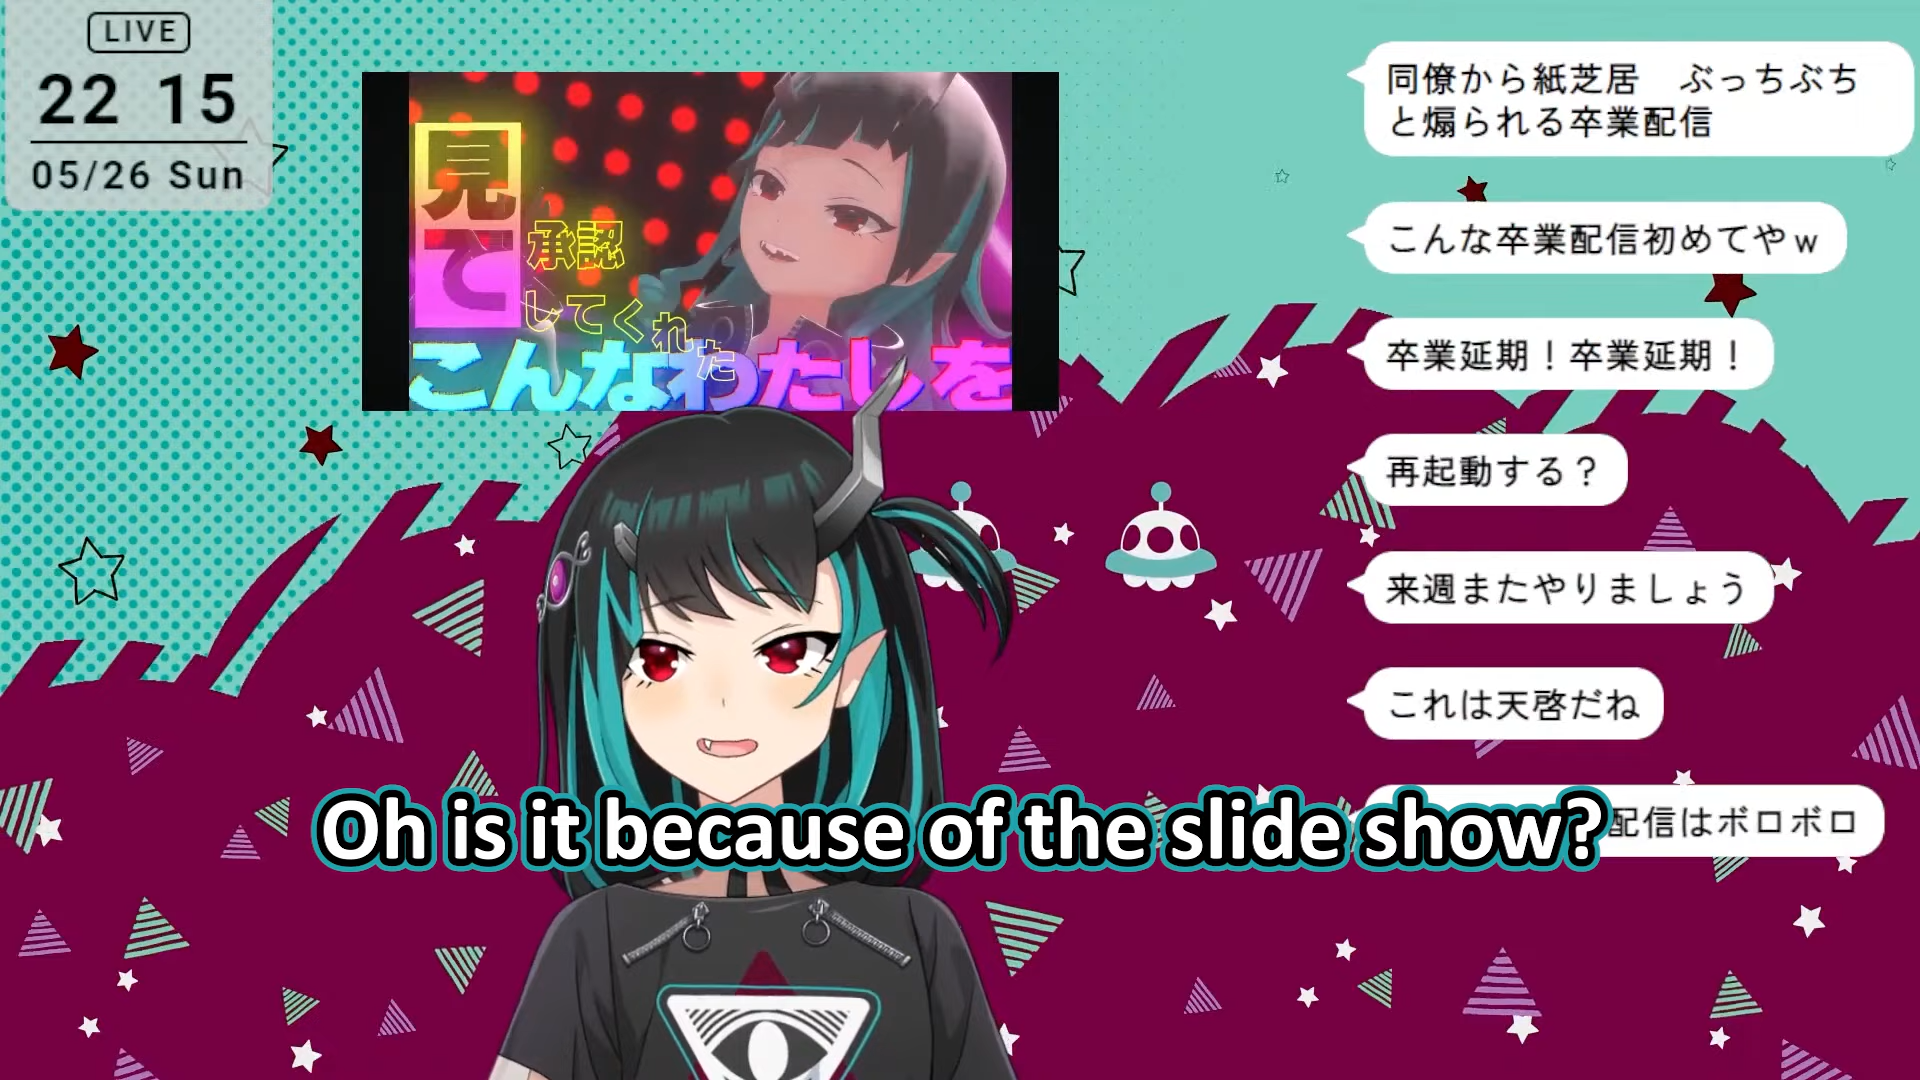 LIVE
22 15
05/26 Sun
見て
承認
してくれた
こんなわたしを
同僚から紙芝居　ぶっちぶち
と煽られる卒業配信
こんな卒業配信初めてやｗ
卒業延期！卒業延期！
再起動する？
来週またやりましょう
これは天啓だね
配信はボロボロ
Oh is it because of the slide show?